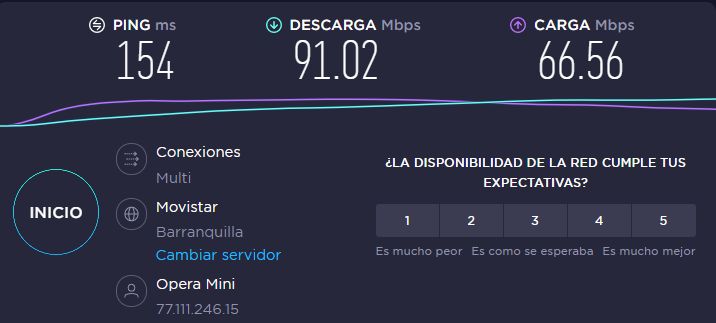 PING ms
DESCARGA Mbps
CARGA Mbps
154
91.02
66.56
INICIO
Conexiones
Multi
Movistar
Barranquilla
Cambiar servidor
Opera Mini
77.111.246.15
¿LA DISPONIBILIDAD DE LA RED CUMPLE TUS
EXPECTATIVAS?
1 2 3 4 5
Es mucho peor Es como se esperaba Es mucho mejor